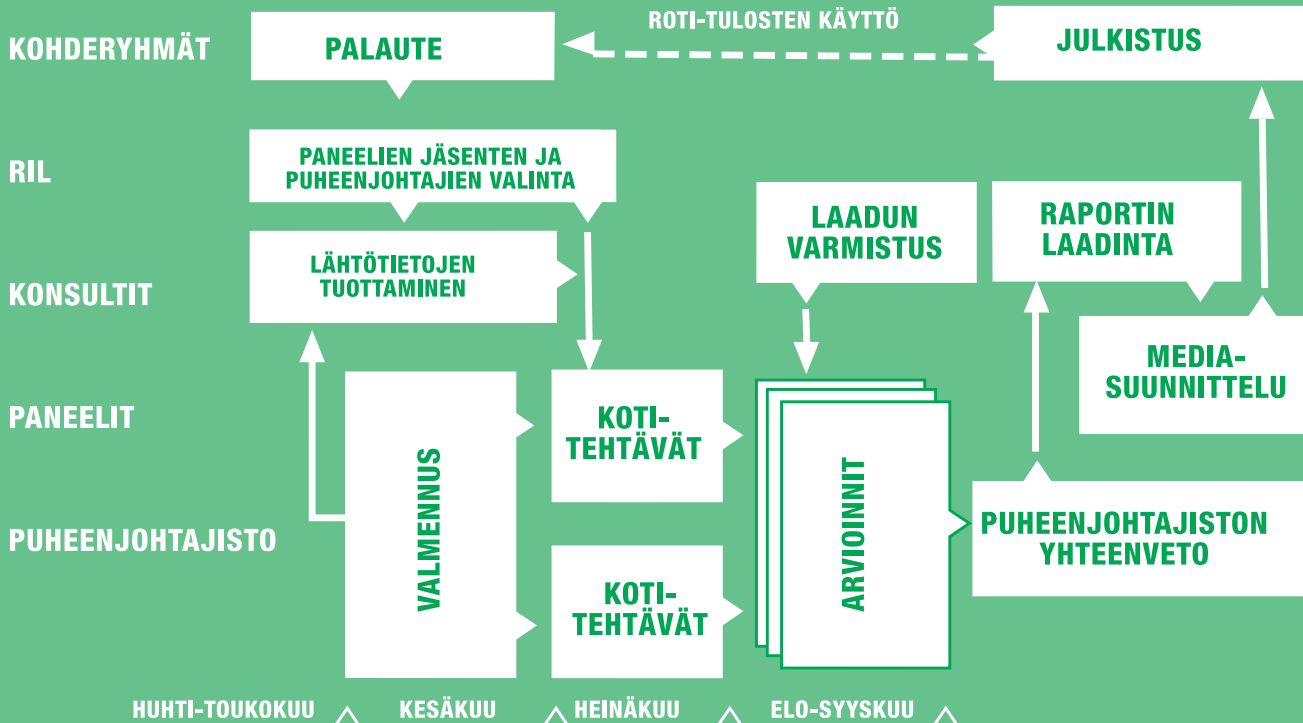 ROTI-TULOSTEN KÄYTTÖ
KOHDERYHMÄT
PALAUTE
JULKISTUS
RIL
PANEELIEN JÄSENTEN JA
PUHEENJOHTAJIEN VALINTA
LAADUN
VARMISTUS
RAPORTIN
LAADINTA
KONSULTIT
LÄHTÖTIETOJEN
TUOTTAMINEN
MEDIA-
SUUNNITTELU
PANEELIT
KOTI-
TEHTÄVÄT
VALMENNUS
ARVIOINNIT
PUHEENJOHTAJISTO
PUHEENJOHTAJISTON
YHTEENVETO
KOTI-
TEHTÄVÄT
HUHTI-TOUKOKUU
KESÄKUU
HEINÄKUU
ELO-SYYSKUU